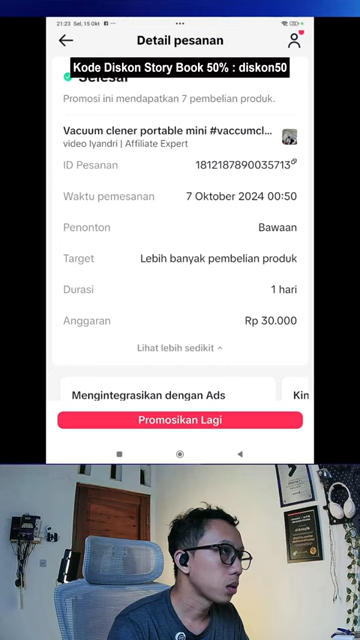 21:23 Sel, 15 Okt
Detail pesanan
Kode Diskon Story Book 50% : diskon50
Selesai
Promosi ini mendapatkan 7 pembelian produk.
Vacuum clener portable mini #vaccumcl...
video Iyandri | Affiliate Expert
ID Pesanan 1812187890035713
Waktu pemesanan 7 Oktober 2024 00:50
Penonton Bawaan
Target Lebih banyak pembelian produk
Durasi 1 hari
Anggaran Rp 30.000
Lihat lebih sedikit
Mengintegrasikan dengan Ads
Kin
Promosikan Lagi